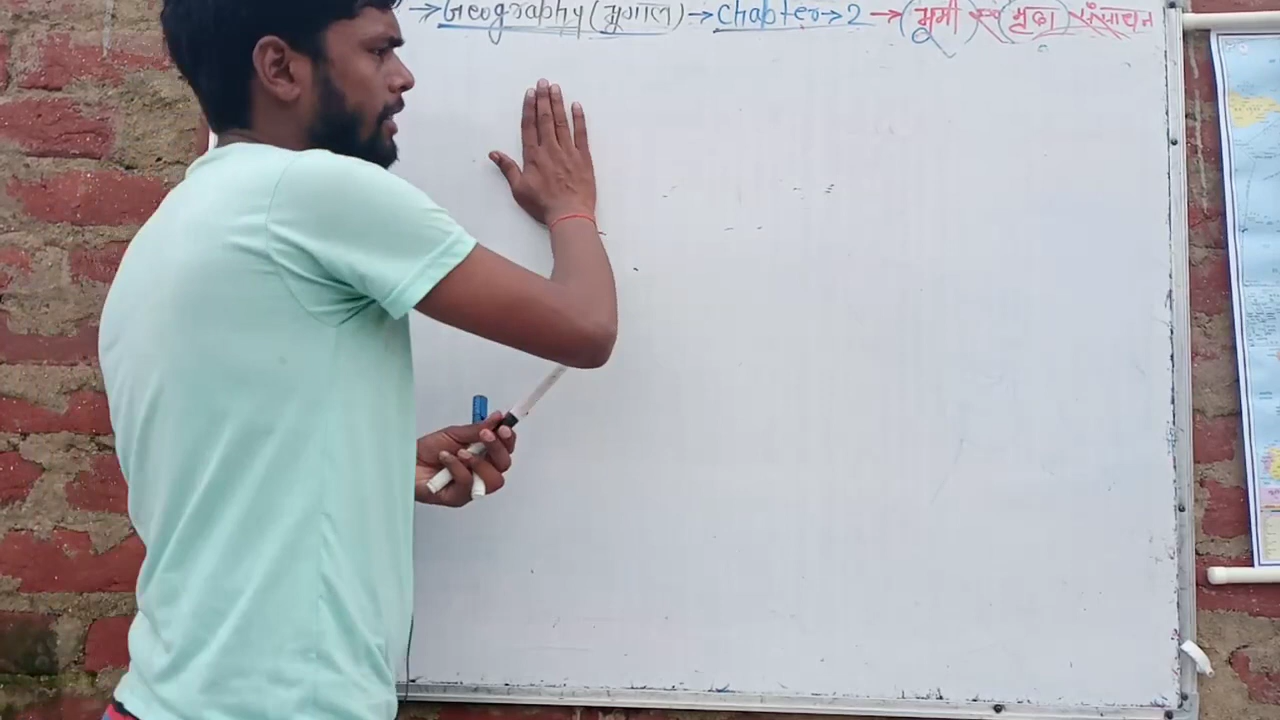 → Geography (भूगोल) → Chapter → 2 → (भूमी एवं मृदा संसाधन